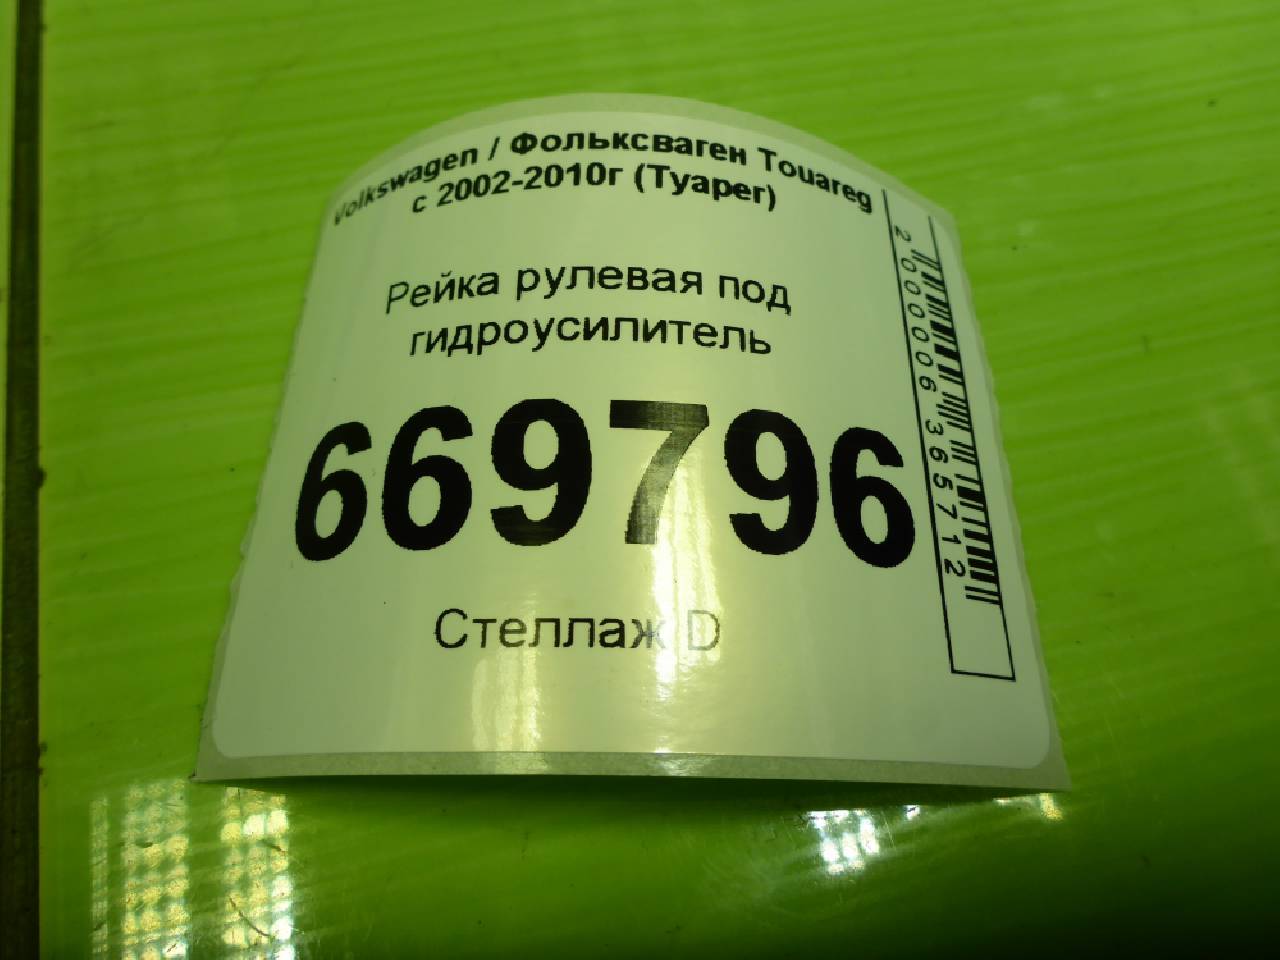 Volkswagen / Фольксваген Touareg
с 2002-2010г (Туарег)
Рейка рулевая под
гидроусилитель
669796
Стеллаж D
2000006365712